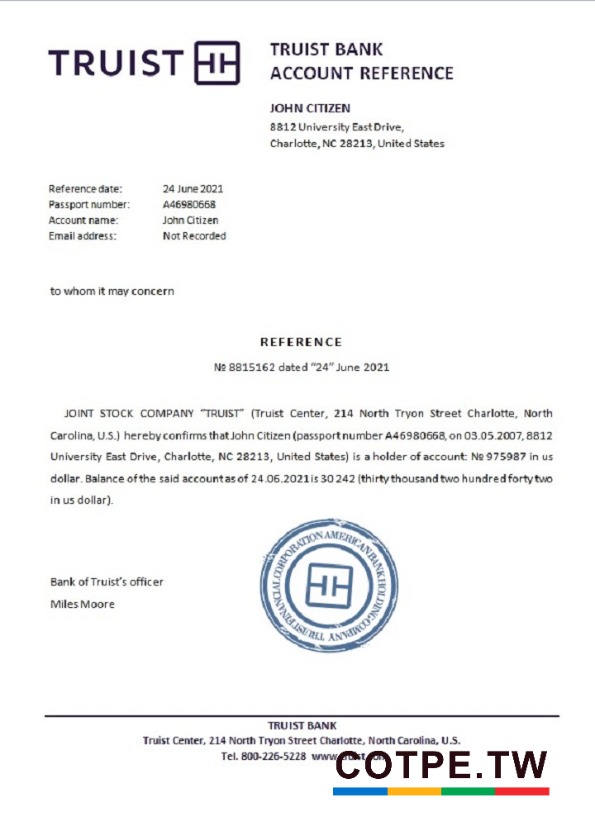 TRUIST
TRUIST BANK
ACCOUNT REFERENCE
JOHN CITIZEN
8812 University East Drive,
Charlotte, NC 28213, United States
Reference date: 24 June 2021
Passport number: A46980668
Account name: John Citizen
Email address: Not Recorded
to whom it may concern
REFERENCE
№ 8815162 dated “24” June 2021
JOINT STOCK COMPANY “TRUIST” (Truist Center, 214 North Tryon Street Charlotte, North
Carolina, U.S.) hereby confirms that John Citizen (passport number A46980668, on 03.05.2007, 8812
University East Drive, Charlotte, NC 28213, United States) is a holder of account: № 975987 in us
dollar. Balance of the said account as of 24.06.2021 is 30 242 (thirty thousand two hundred forty two
in us dollar).
TRUIST FINANCIAL CORPORATION AMERICAN BANK HOLDING COMPANY
Bank of Truist’s officer
Miles Moore
TRUIST BANK
Truist Center, 214 North Tryon Street Charlotte, North Carolina, U.S.
Tel. 800-226-5228
COTPE.TW